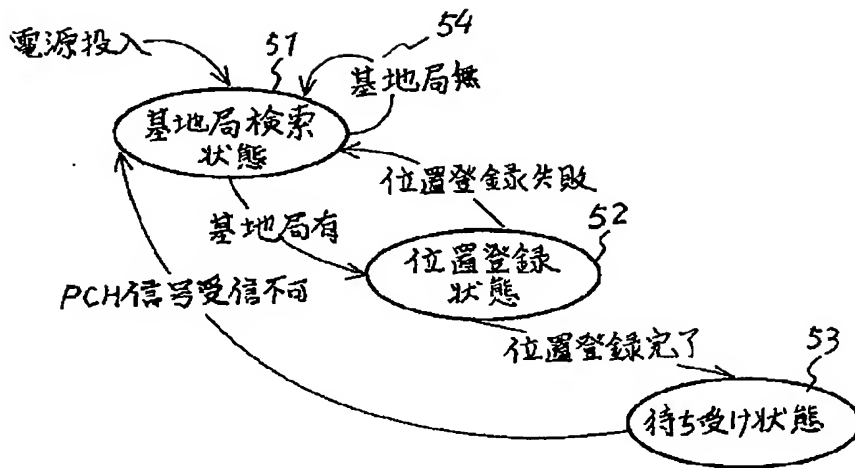 電源投入
51
54
基地局無
基地局検索
状態
位置登録失敗
基地局有
52
位置登録
状態
PCH信号受信不可
位置登録完了
53
待ち受け状態